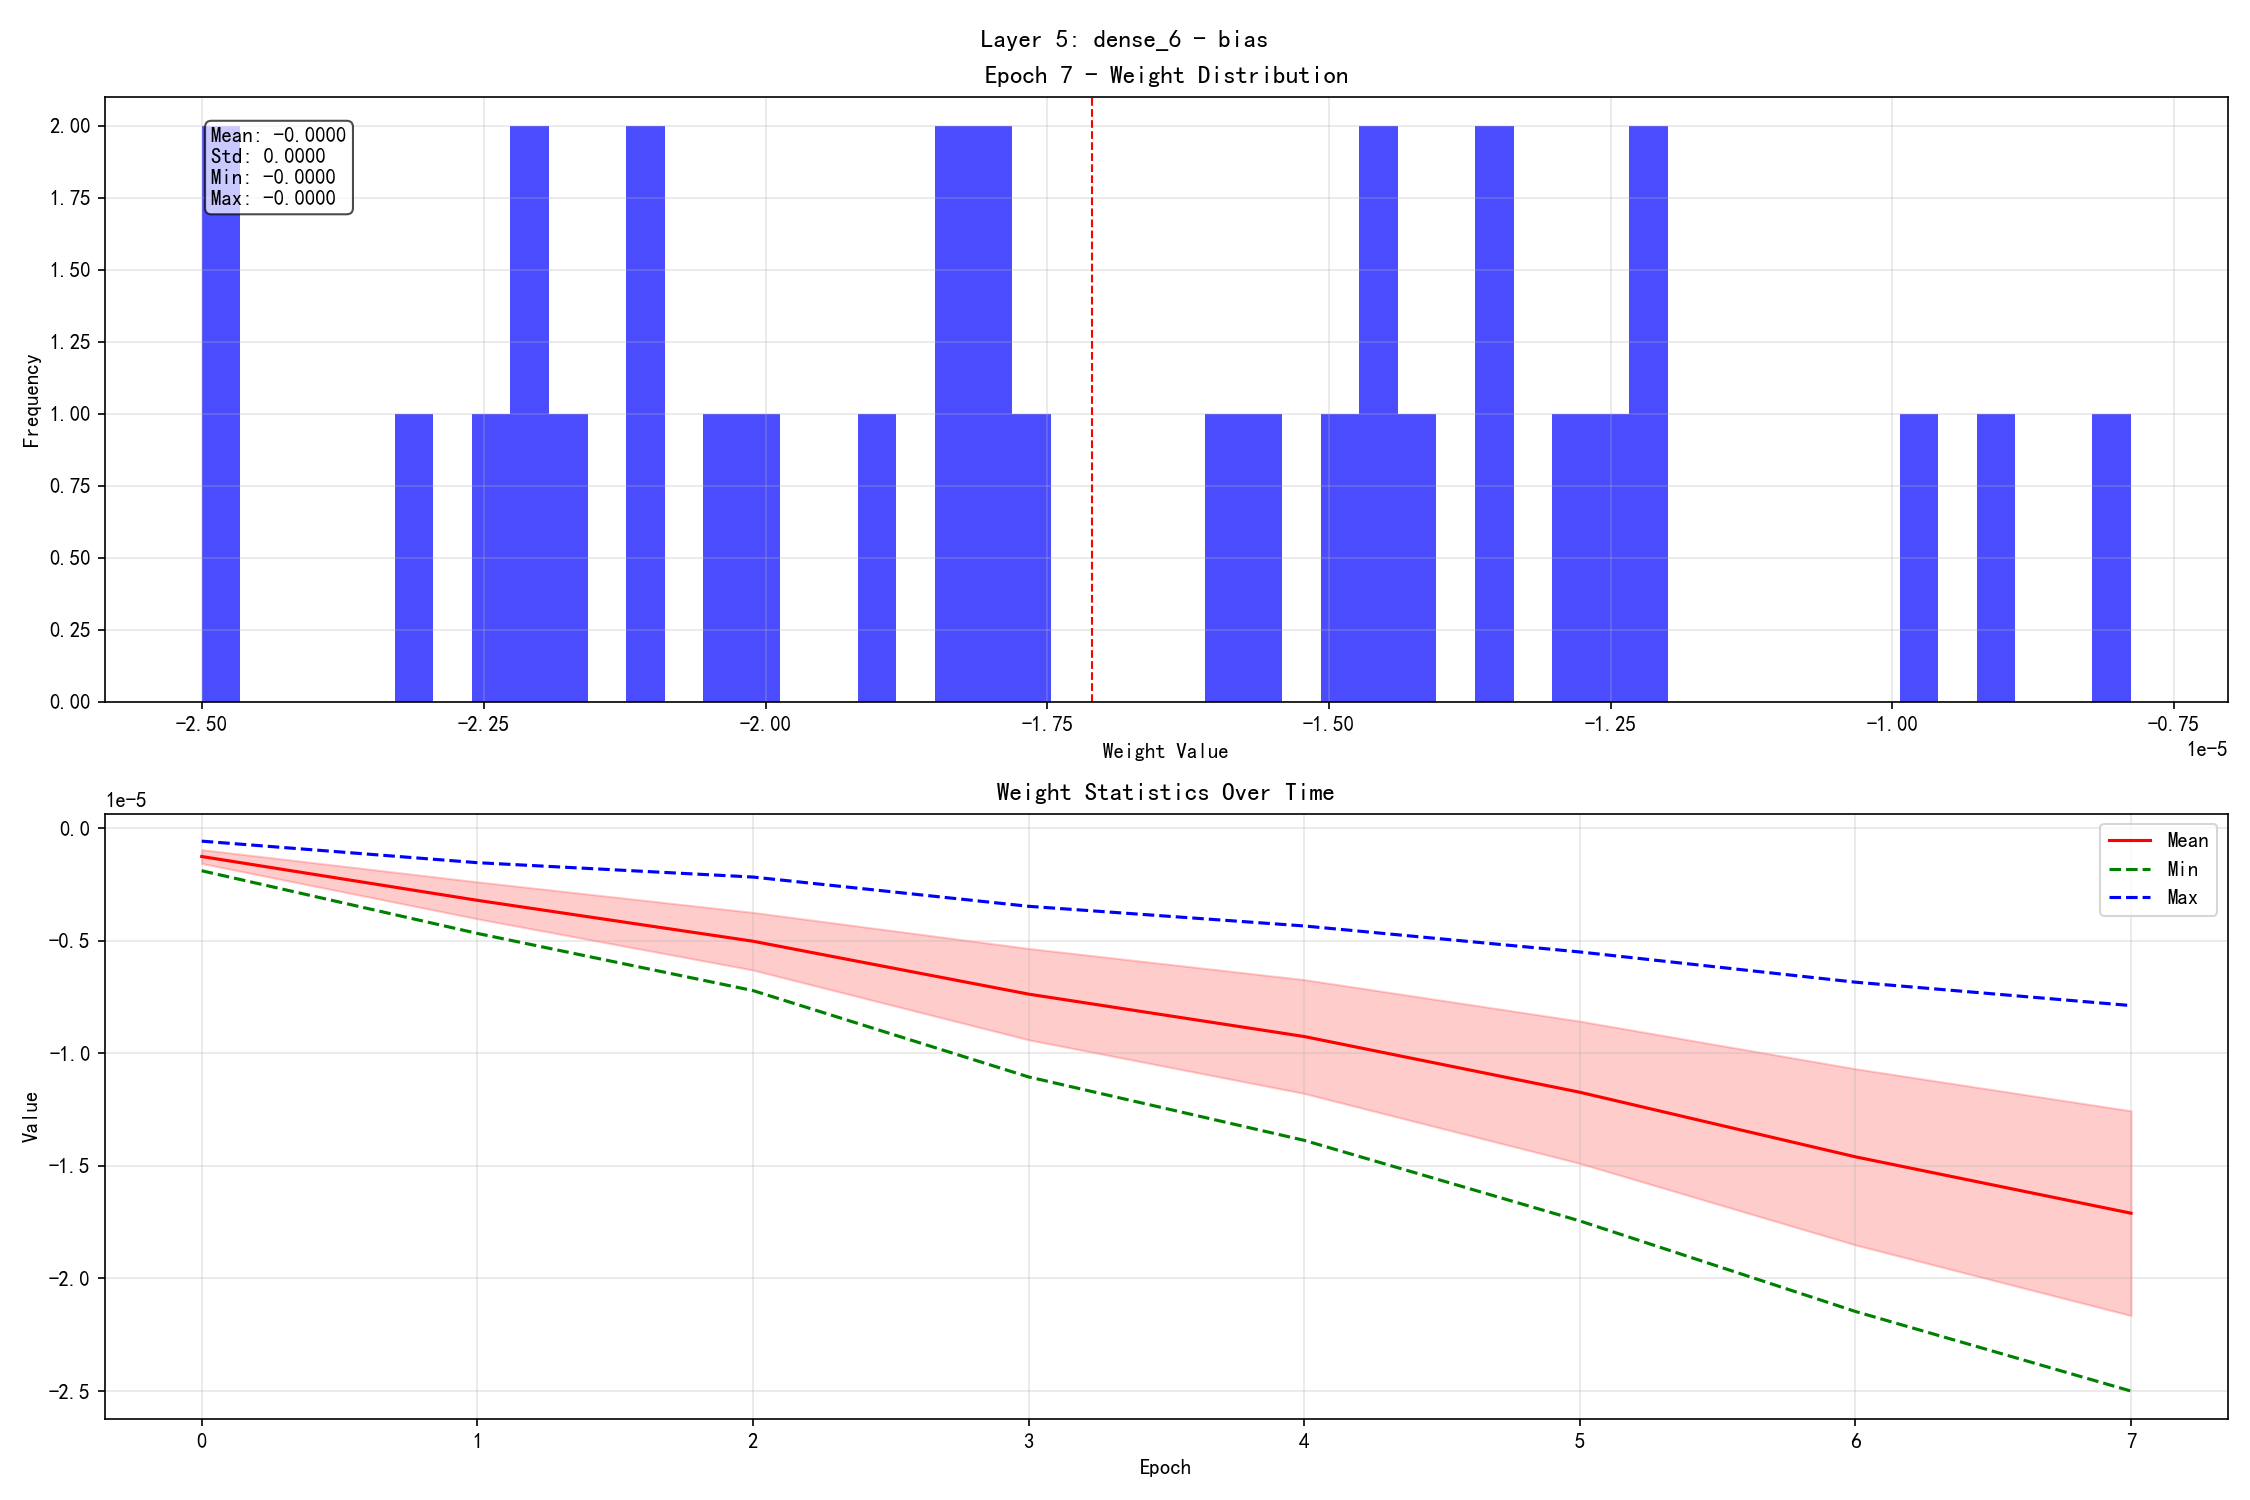 Layer 5: dense_6 - bias
Epoch 7 - Weight Distribution
Mean: -0.0000
Std: 0.0000
Min: -0.0000
Max: -0.0000
Frequency
2.00
1.75
1.50
1.25
1.00
0.75
0.50
0.25
0.00
-2.50 -2.25 -2.00 -1.75 -1.50 -1.25 -1.00 -0.75
1e-5
Weight Value
Weight Statistics Over Time
1e-5
Mean
Min
Max
Value
0.0
-0.5
-1.0
-1.5
-2.0
-2.5
0 1 2 3 4 5 6 7
Epoch